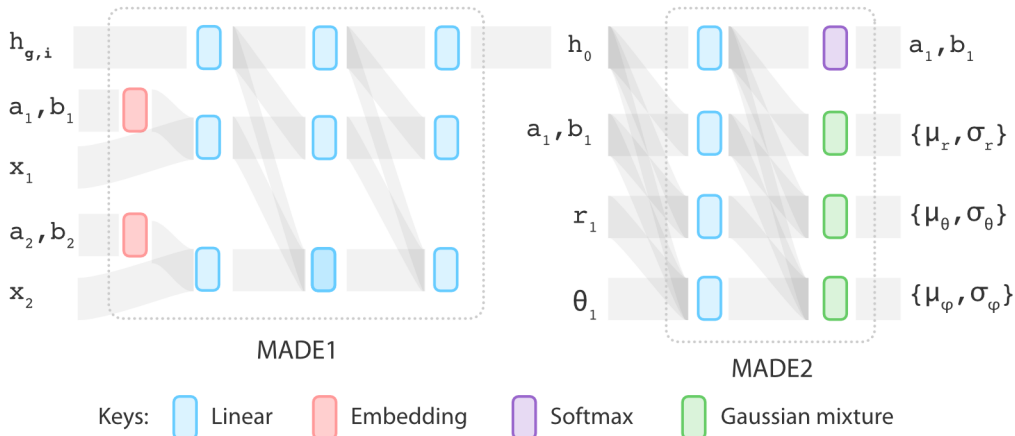 h_g,i
a_1,b_1
x_1
a_2,b_2
x_2
MADE1
h_0
a_1,b_1
r_1
θ_1
a_1,b_1
{μ_r,σ_r}
{μ_θ,σ_θ}
{μ_φ,σ_φ}
MADE2
Keys: Linear Embedding Softmax Gaussian mixture